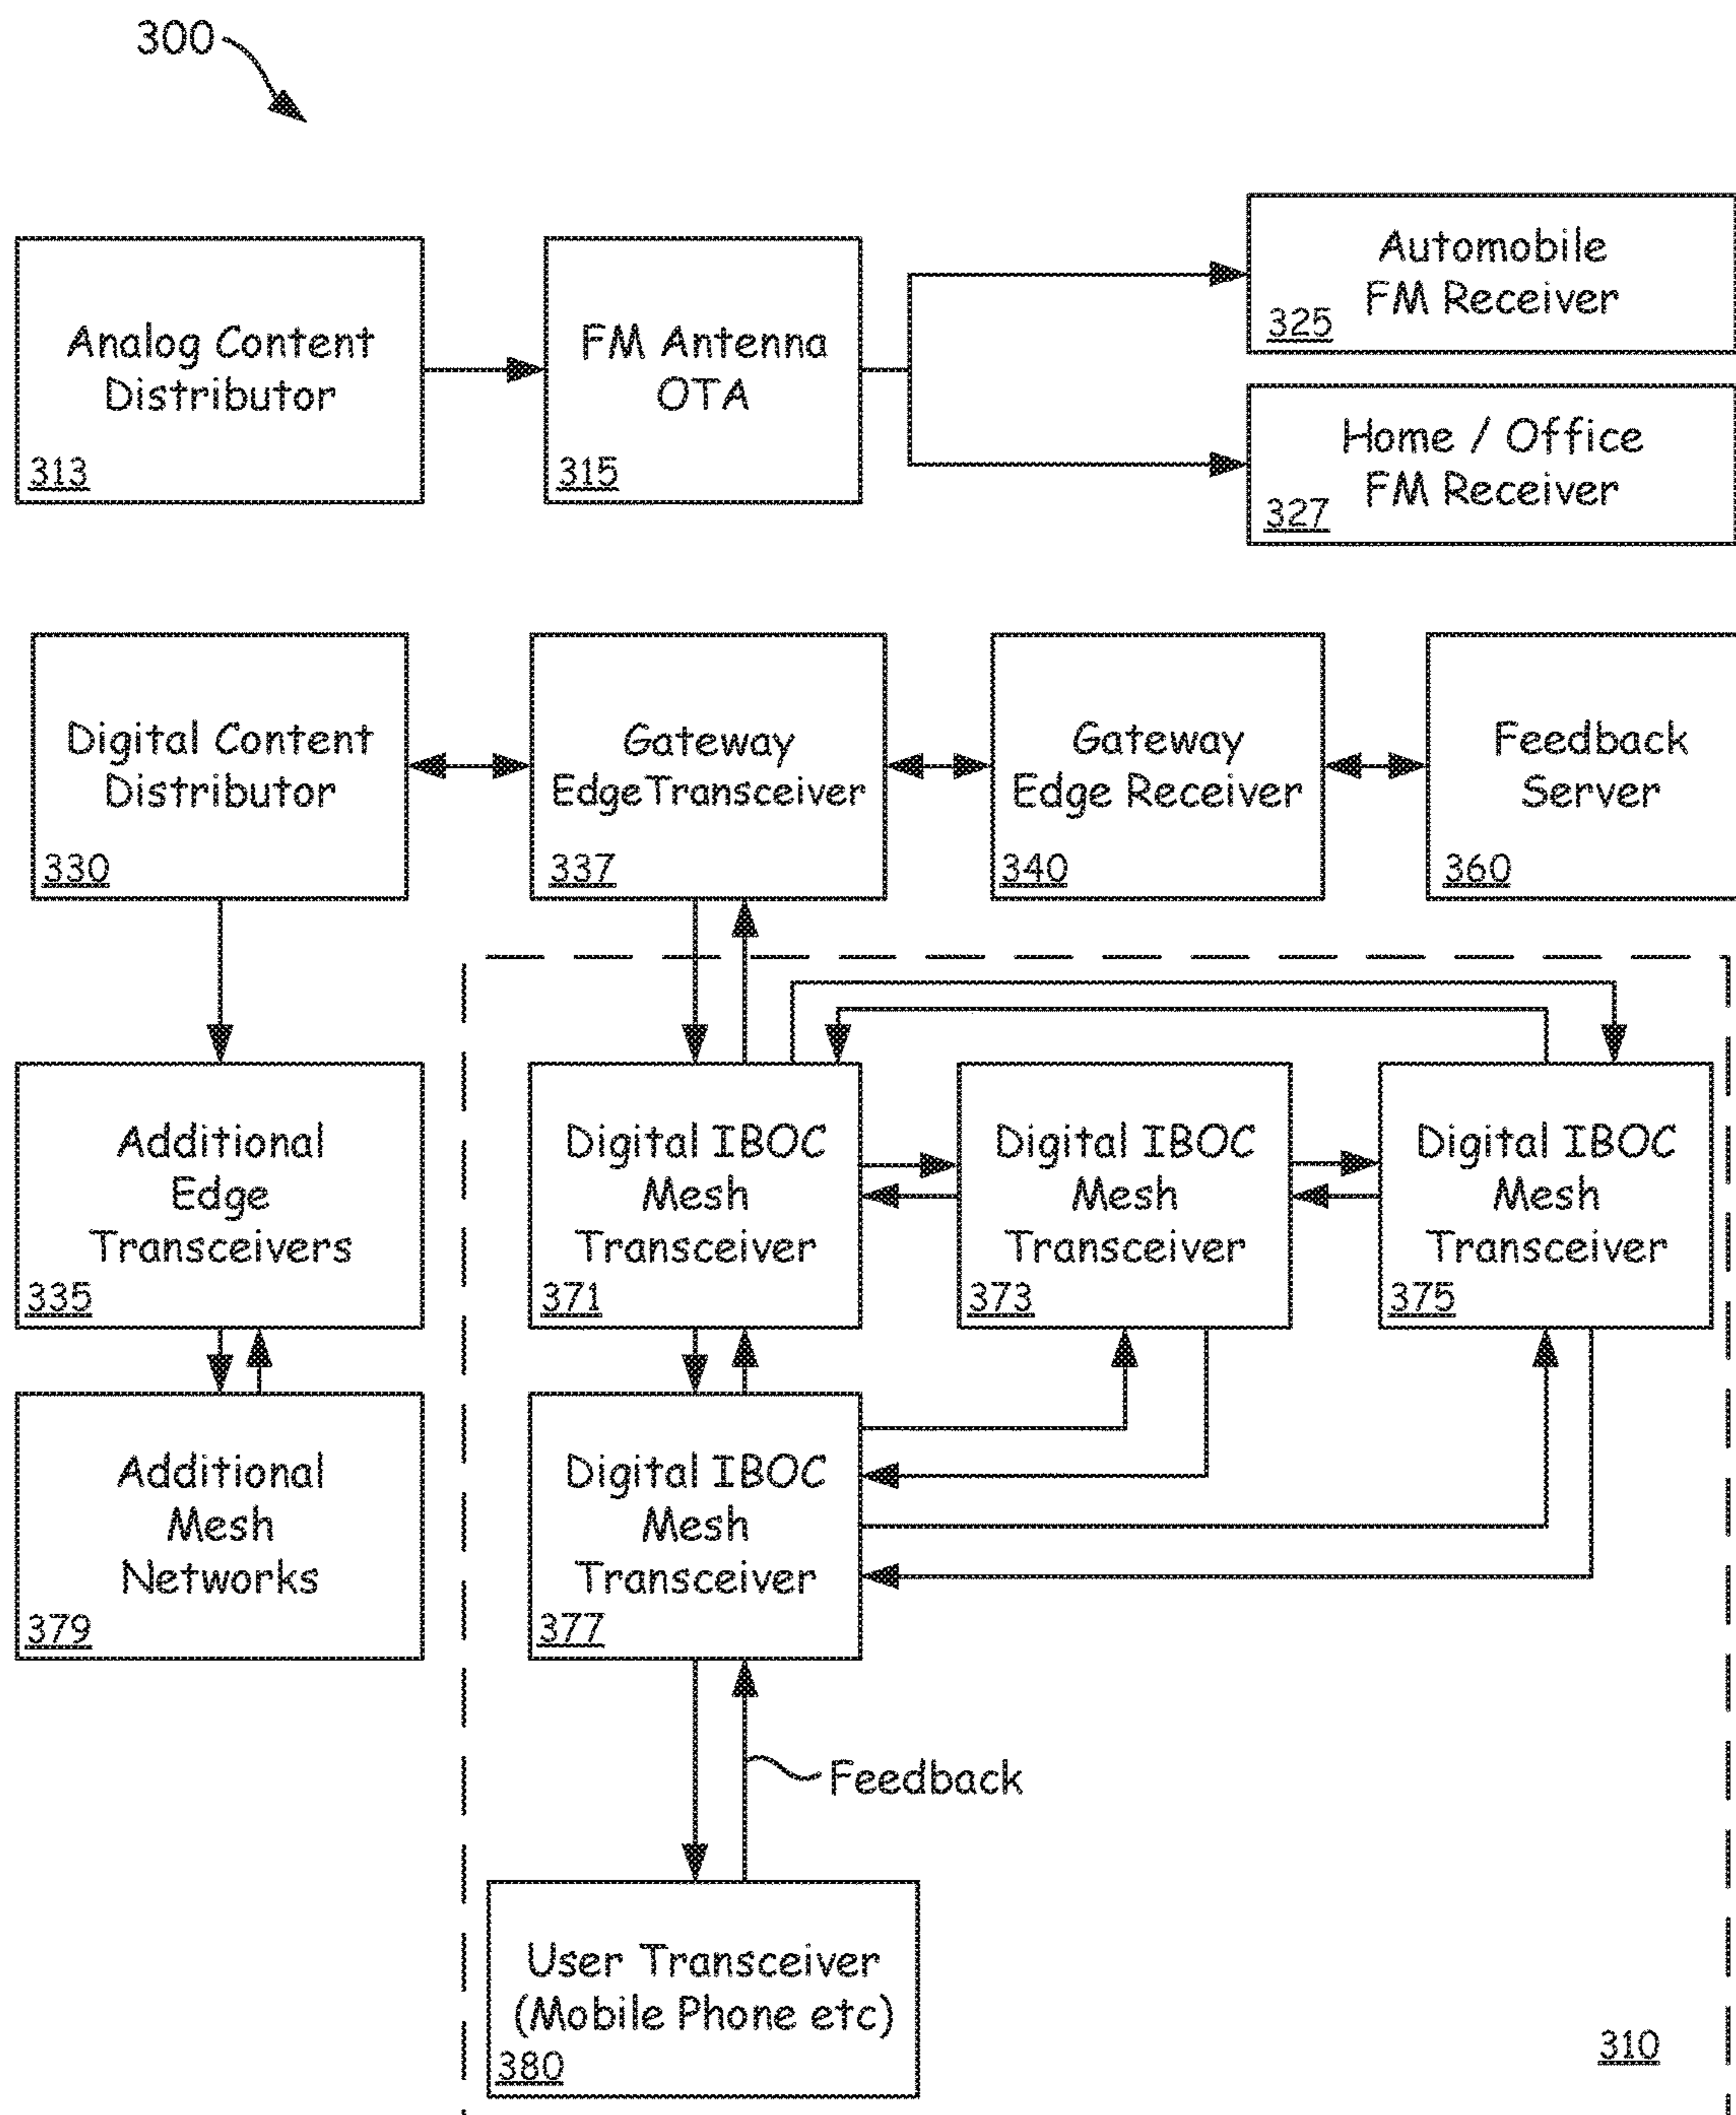 300
Analog Content
Distributor
313
FM Antenna
OTA
315
Automobile
FM Receiver
325
Home / Office
FM Receiver
327
Digital Content
Distributor
330
Gateway
Edge Transceiver
337
Gateway
Edge Receiver
340
Feedback
Server
360
Additional
Edge
Transceivers
335
Digital IBOC
Mesh
Transceiver
371
Digital IBOC
Mesh
Transceiver
373
Digital IBOC
Mesh
Transceiver
375
Additional
Mesh
Networks
379
Digital IBOC
Mesh
Transceiver
377
Feedback
User Transceiver
(Mobile Phone etc)
380
310